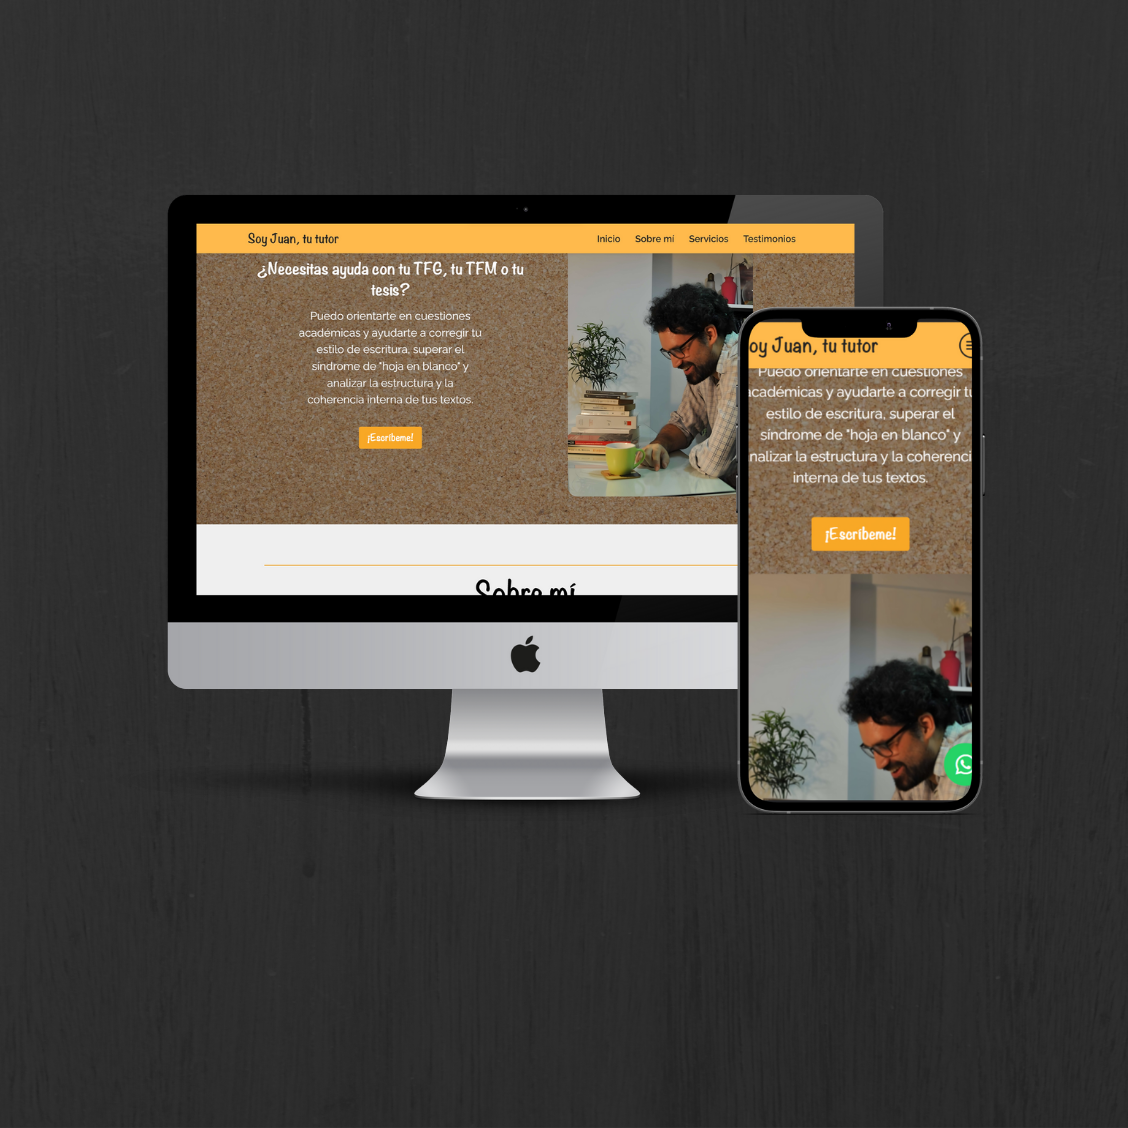 Soy Juan, tu tutor
Inicio Sobre mí Servicios Testimonios
¿Necesitas ayuda con tu TFG, tu TFM o tu
tesis?
Puedo orientarte en cuestiones
académicas y ayudarte a corregir tu
estilo de escritura, superar el
síndrome de "hoja en blanco" y
analizar la estructura y la
coherencia interna de tus textos.
¡Escríbeme!
Sobre mí
oy Juan, tu tutor
Puedo orientarte en cuestiones
académicas y ayudarte a corregir tu
estilo de escritura, superar el
síndrome de "hoja en blanco" y
nalizar la estructura y la coherenci
interna de tus textos.
¡Escríbeme!